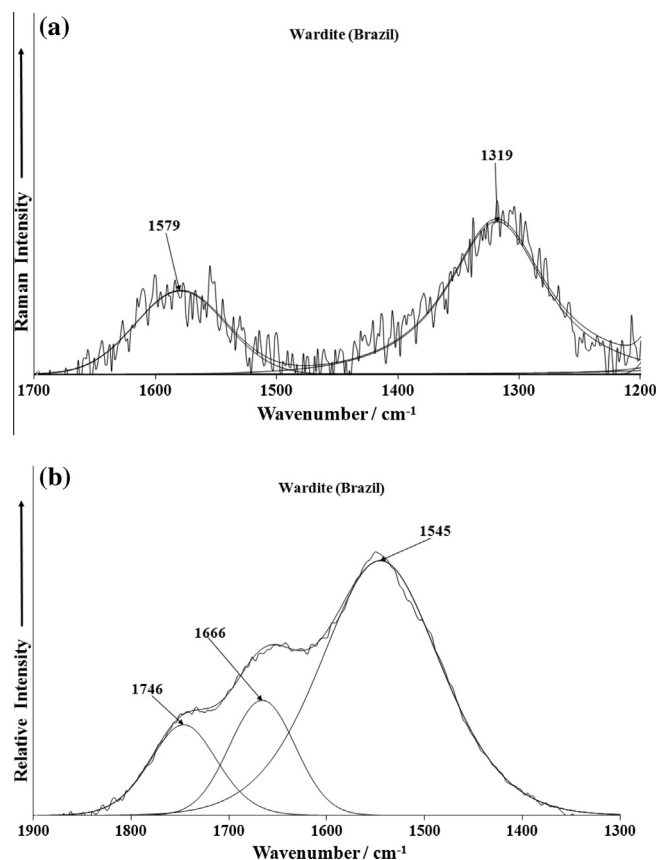 (a)
Wardite (Brazil)
1319
1579
Raman Intensity
1700 1600 1500 1400 1300 1200
Wavenumber / cm-1
(b)
Wardite (Brazil)
1545
1666
1746
Relative Intensity
1900 1800 1700 1600 1500 1400 1300
Wavenumber / cm-1